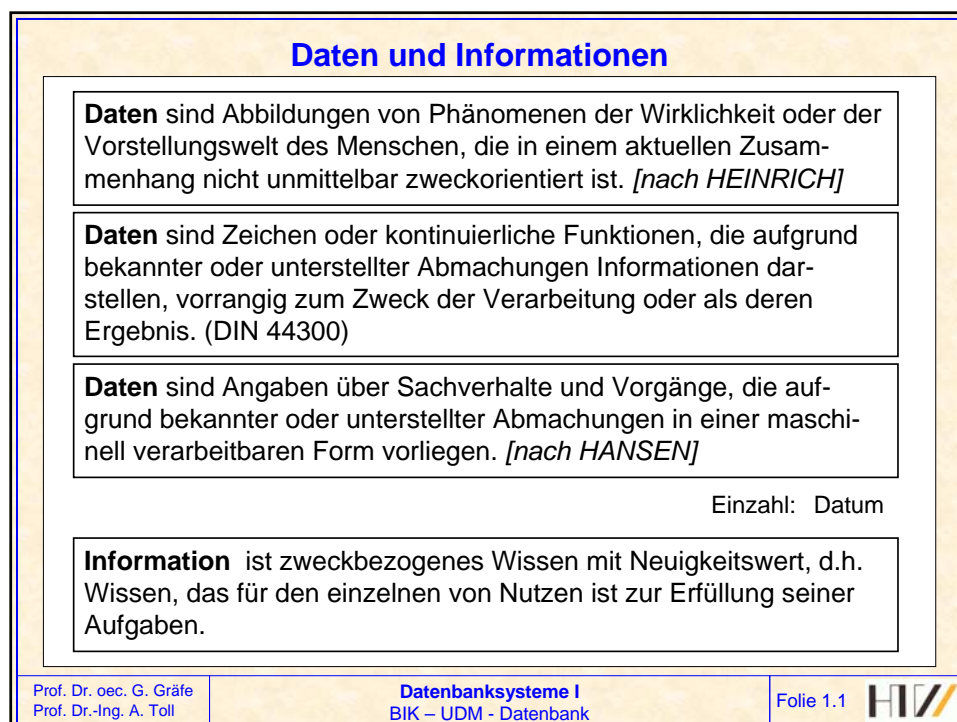 Daten und Informationen
Daten sind Abbildungen von Phänomenen der Wirklichkeit oder der
Vorstellungswelt des Menschen, die in einem aktuellen Zusam-
menhang nicht unmittelbar zweckorientiert ist. [nach HEINRICH]
Daten sind Zeichen oder kontinuierliche Funktionen, die aufgrund
bekannter oder unterstellter Abmachungen Informationen dar-
stellen, vorrangig zum Zweck der Verarbeitung oder als deren
Ergebnis. (DIN 44300)
Daten sind Angaben über Sachverhalte und Vorgänge, die auf-
grund bekannter oder unterstellter Abmachungen in einer maschi-
nell verarbeitbaren Form vorliegen. [nach HANSEN]
Einzahl: Datum
Information ist zweckbezogenes Wissen mit Neuigkeitswert, d.h.
Wissen, das für den einzelnen von Nutzen ist zur Erfüllung seiner
Aufgaben.
Prof. Dr. oec. G. Gräfe
Prof. Dr.-Ing. A. Toll
Datenbanksysteme I
BIK – UDM - Datenbank
Folie 1.1